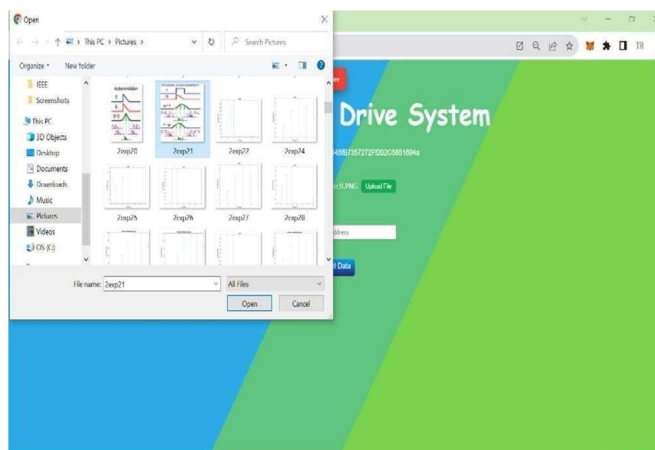 Open
This PC > Pictures >
Search Pictures
Organize
New folder
IEEE
Screenshots
This PC
3D Objects
Desktop
Documents
Downloads
Music
Pictures
Videos
OS (C:)
Autocorrelation
2exp20
2exp21
2exp22
2exp24
2exp25
2exp26
2exp27
2exp28
File name:
2exp21
All Files
Open
Cancel
TR
Drive System
Upload File
Data